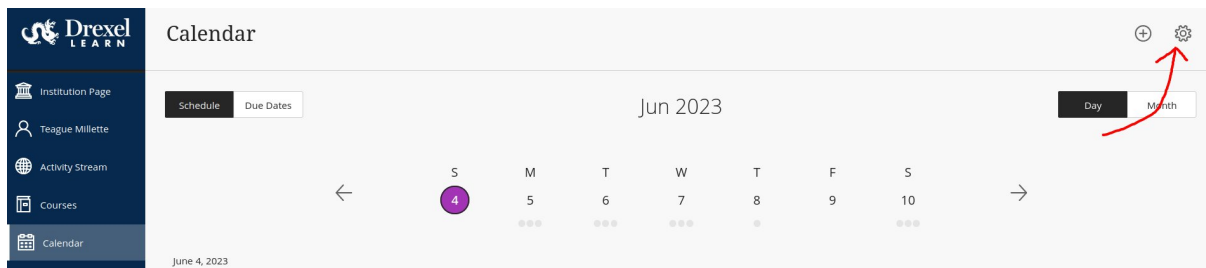 Drexel
LEARN
Calendar
Institution Page
Teague Millette
Activity Stream
Courses
Calendar
Schedule Due Dates
Jun 2023
Day Month
S M T W T F S
4 5 6 7 8 9 10
June 4, 2023